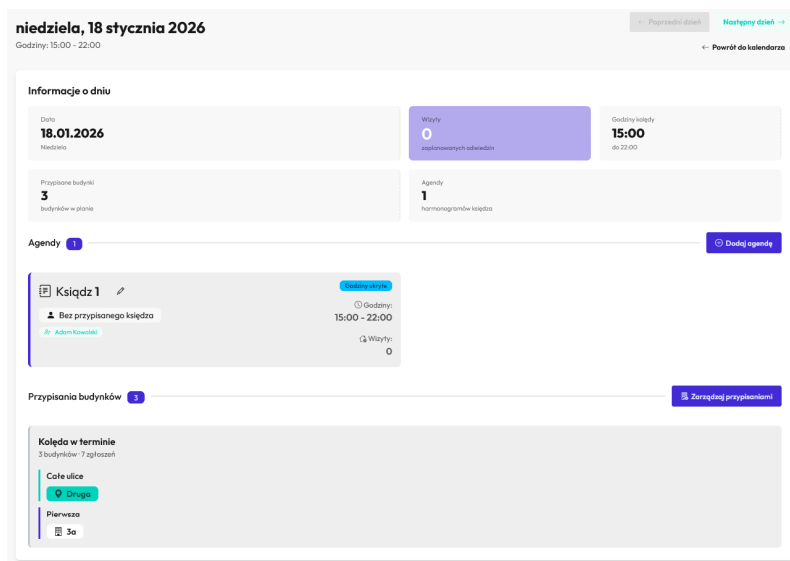 niedziela, 18 stycznia 2026
Godziny: 15:00 - 22:00
← Poprzedni dzień
Następny dzień →
← Powrót do kalendarza
Informacje o dniu
Data
18.01.2026
Niedziela
Wizyty
0
zaplanowanych odwiedzin
Godziny kolędy
15:00
do 22:00
Przypisane budynki
3
budynków w planie
Agendy
1
harmonogramów księdza
Agendy 1
Dodaj agendę
Ksiądz 1
Bez przypisanego księdza
Adam Kowalski
Godziny ukryte
Godziny:
15:00 - 22:00
Wizyty:
0
Przypisania budynków 3
Zarządzaj przypisaniami
Kolęda w terminie
3 budynków · 7 zgłoszeń
Całe ulice
Druga
Pierwsza
3a